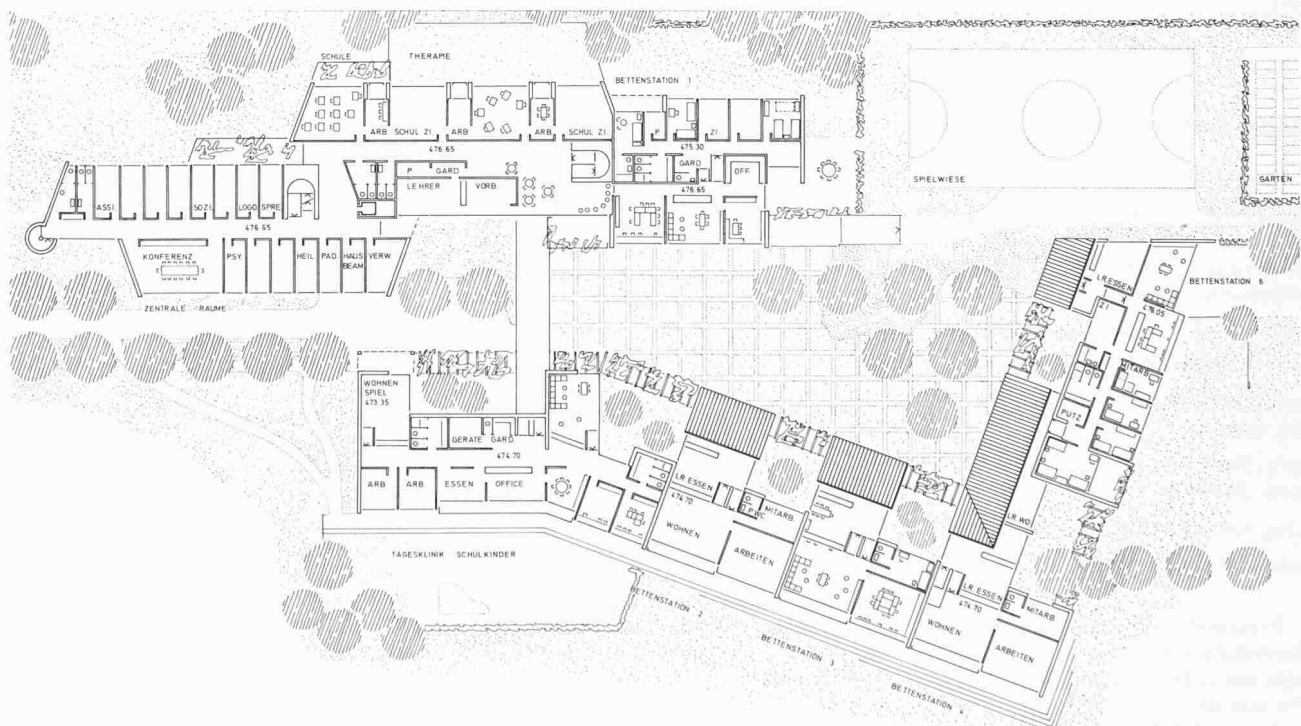 SCHULE
THERAPIE
BETTENSTATION 1
ARB
SCHUL ZI.
ARB
ARB
SCHUL ZI.
476.65
P
GARD
LEHRER
VORB.
P
ZI.
475.30
GARD
OFF
476.65
SPIELWIESE
GARTEN
ASSI.
SOZI.
LOGO.
SPRE.
476.65
KONFERENZ
PSY.
HEIL
PÄD.
HAUS
BEAM
VERW.
ZENTRALE RÄUME
LR.ESSEN
BETTENSTATION 6
476.05
ZI
MITARB.
PUTZ
WOHNEN
SPIEL
473.35
GERÄTE
GARD.
474.70
ARB
ARB
ESSEN
OFFICE
LR ESSEN
474.70
PWC
MITARB.
WOHNEN
ARBEITEN
LR WO
LR.ESSEN
474.70
MITARB
WOHNEN
ARBEITEN
TAGESKLINIK SCHULKINDER
BETTENSTATION 2
BETTENSTATION 3
BETTENSTATION 4